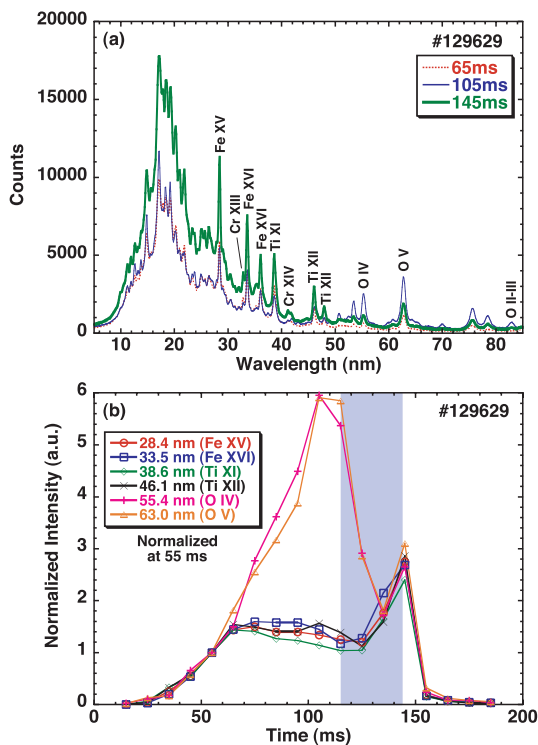 (a)
#129629
65ms
105ms
145ms
20000
15000
10000
5000
0
Counts
Fe XV
Cr XIII
Fe XVI
Fe XVI
Ti XI
Cr XIV
Ti XII
Ti XII
O IV
O V
O II-III
10
20
30
40
50
60
70
80
Wavelength (nm)
(b)
#129629
28.4 nm (Fe XV)
33.5 nm (Fe XVI)
38.6 nm (Ti XI)
46.1 nm (Ti XII)
55.4 nm (O IV)
63.0 nm (O V)
Normalized
at 55 ms
6
5
4
3
2
1
0
Normalized Intensity (a.u.)
0
50
100
150
200
Time (ms)